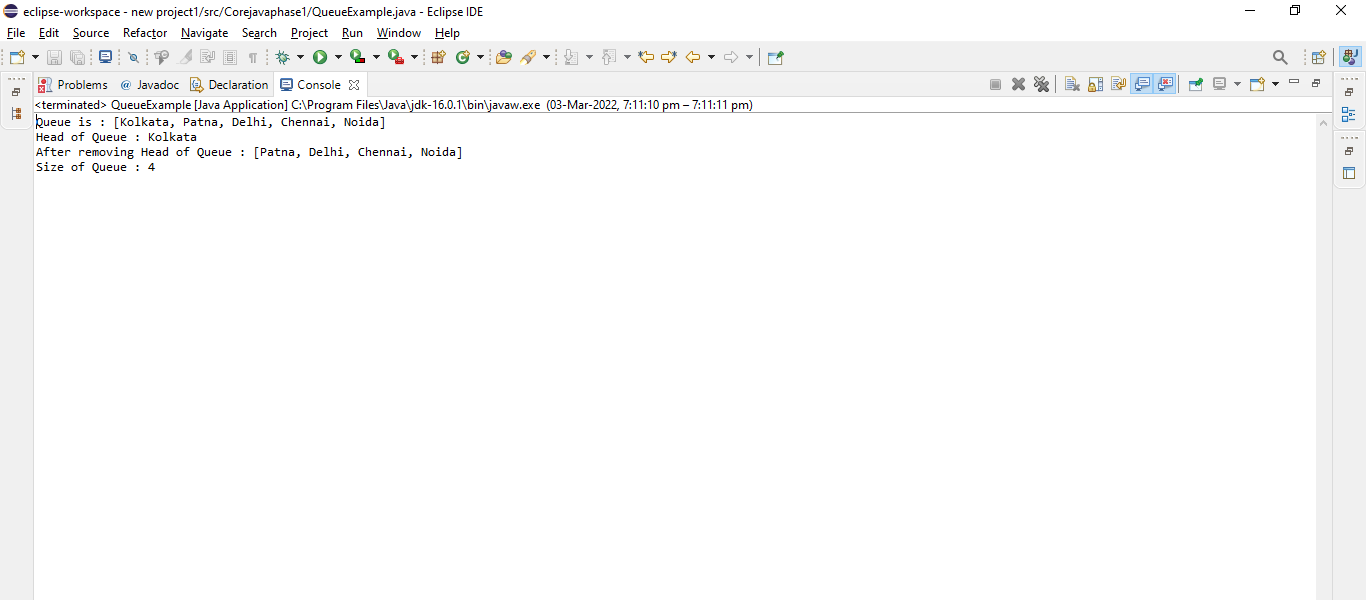 eclipse-workspace - new project1/src/Corejavaphase1/QueueExample.java - Eclipse IDE
File Edit Source Refactor Navigate Search Project Run Window Help
Problems @ Javadoc Declaration Console
<terminated> QueueExample [Java Application] C:\Program Files\Java\jdk-16.0.1\bin\javaw.exe (03-Mar-2022, 7:11:10 pm – 7:11:11 pm)
Queue is : [Kolkata, Patna, Delhi, Chennai, Noida]
Head of Queue : Kolkata
After removing Head of Queue : [Patna, Delhi, Chennai, Noida]
Size of Queue : 4